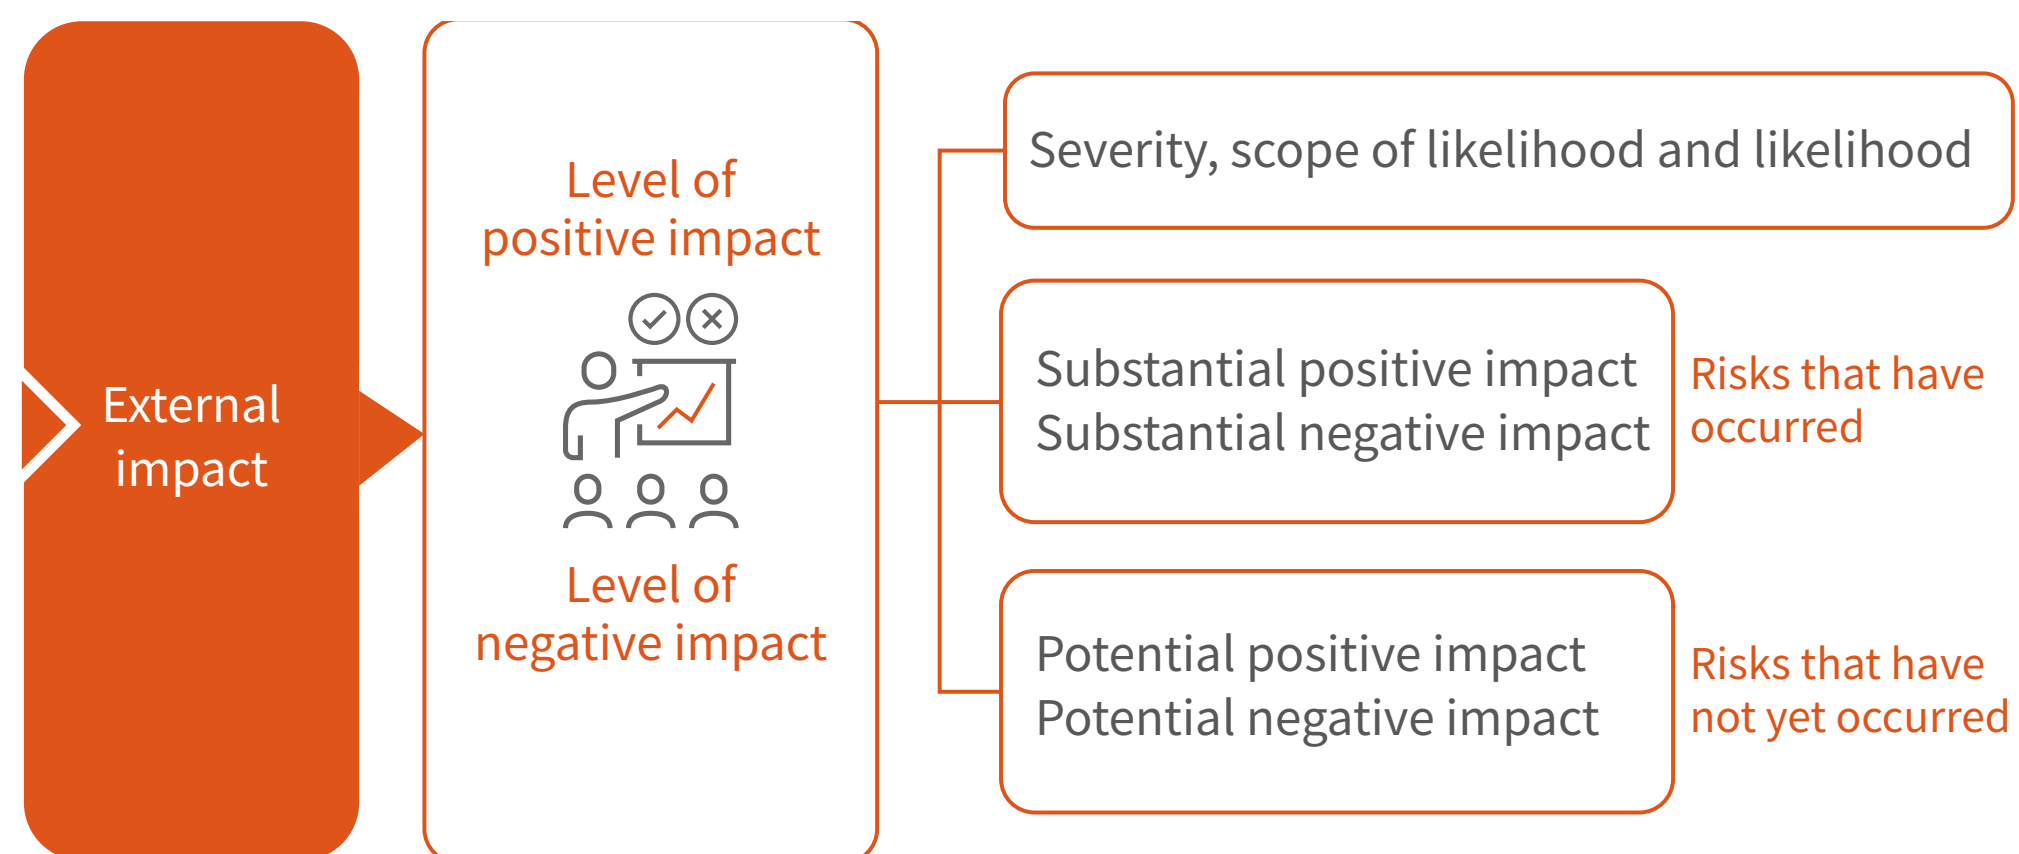 External
impact
Level of
positive impact
Level of
negative impact
Severity, scope of likelihood and likelihood
Substantial positive impact
Substantial negative impact
Risks that have
occurred
Potential positive impact
Potential negative impact
Risks that have
not yet occurred